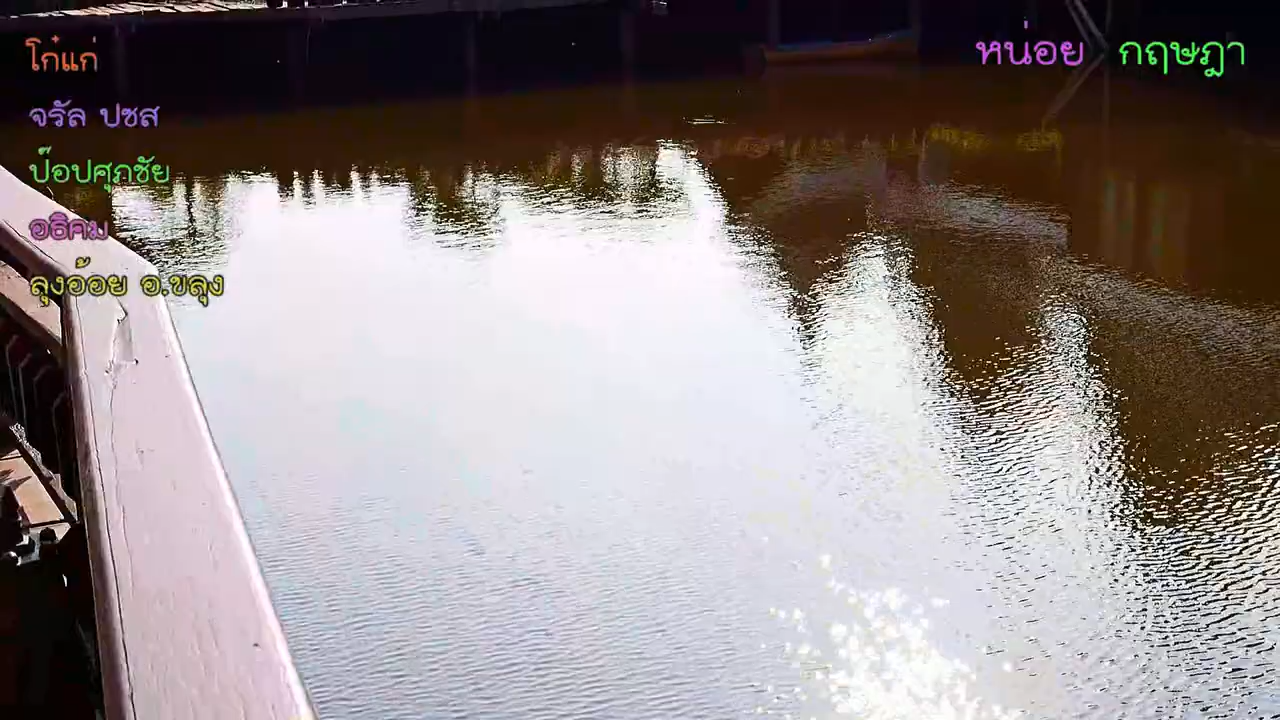 โก๋แก่
จรัล ปซส
ป๊อปศุภชัย
อธิคม
ลุงอ้อย อ.ขลุง
หน่อย กฤษฎา